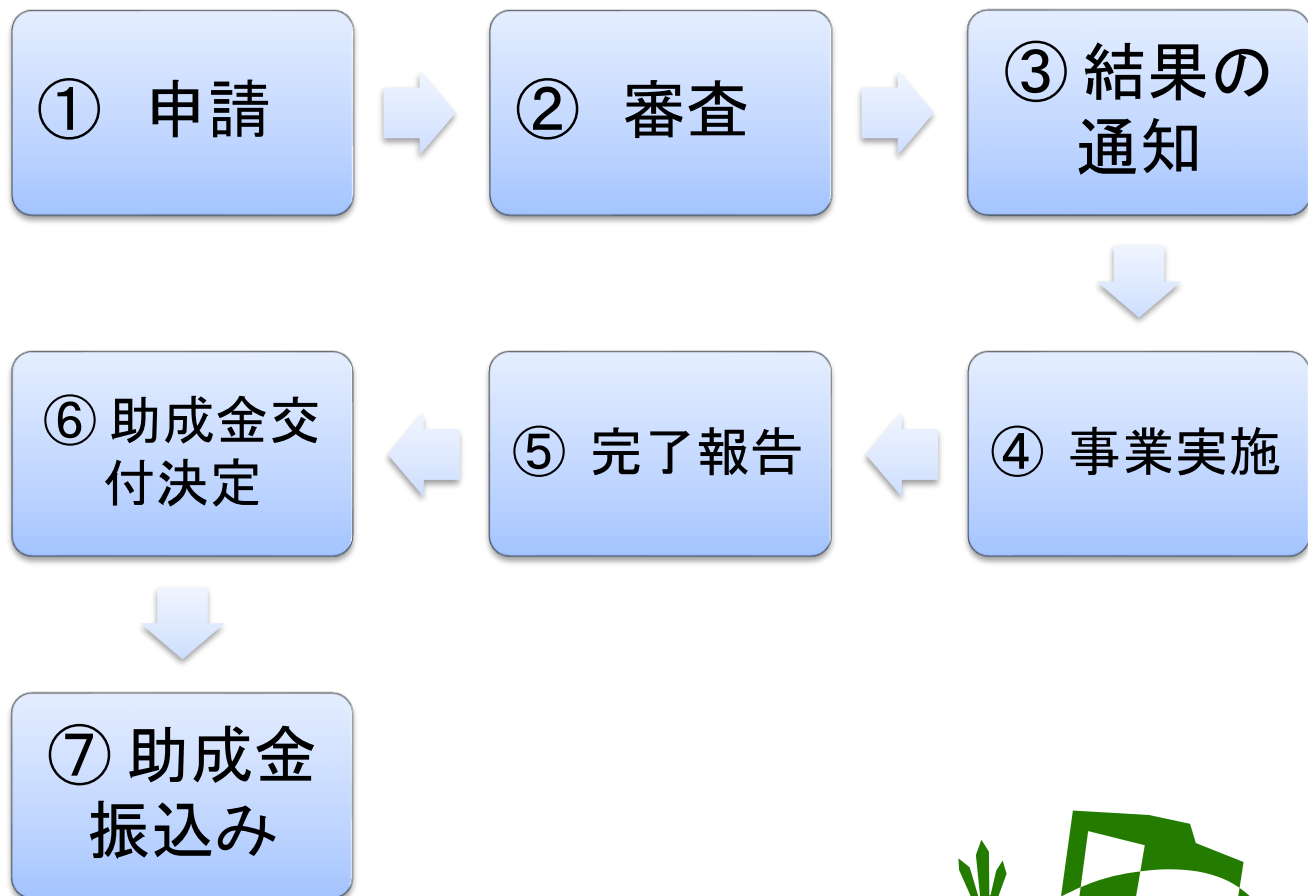 ① 申請
② 審査
③ 結果の
通知
④ 事業実施
⑤ 完了報告
⑥ 助成金交
付決定
⑦ 助成金
振込み